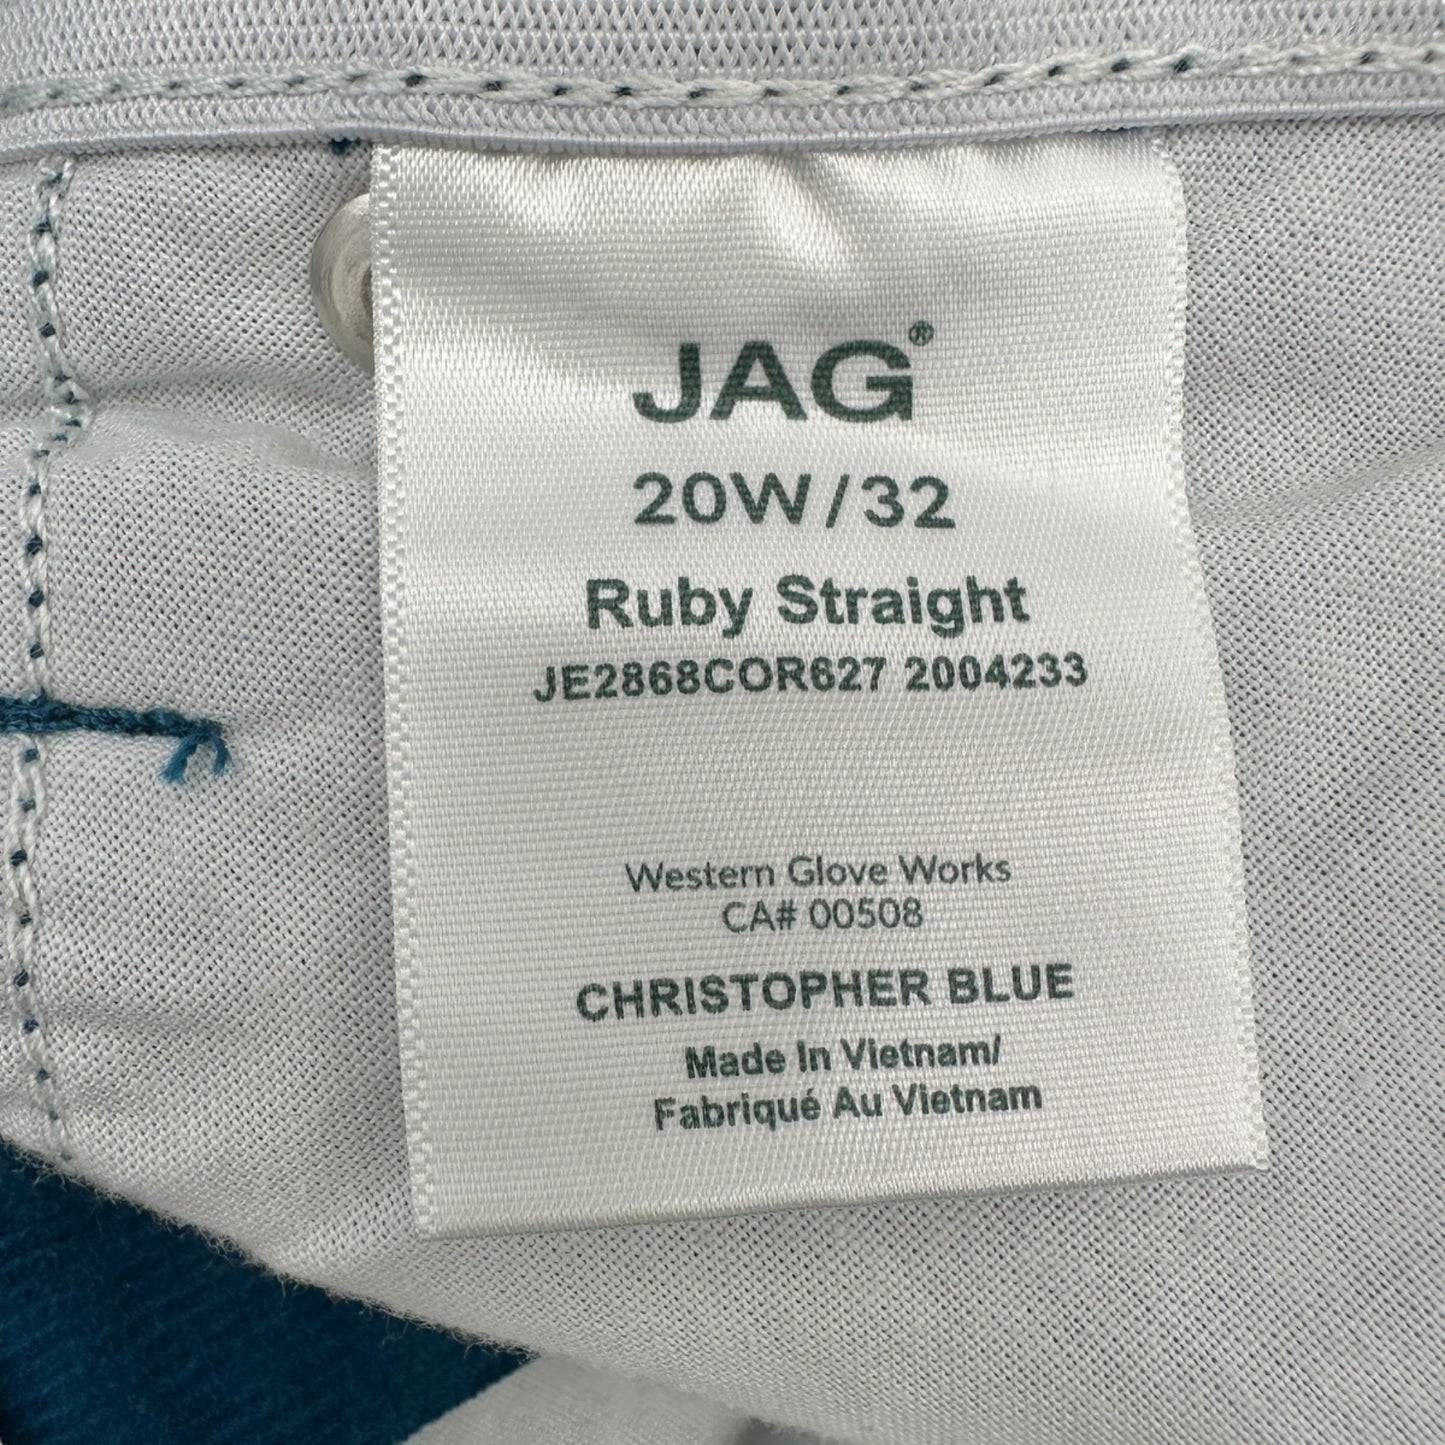 JAG®
20W/32
Ruby Straight
JE2868COR627 2004233
Western Glove Works
CA# 00508
CHRISTOPHER BLUE
Made In Vietnam/
Fabriqué Au Vietnam